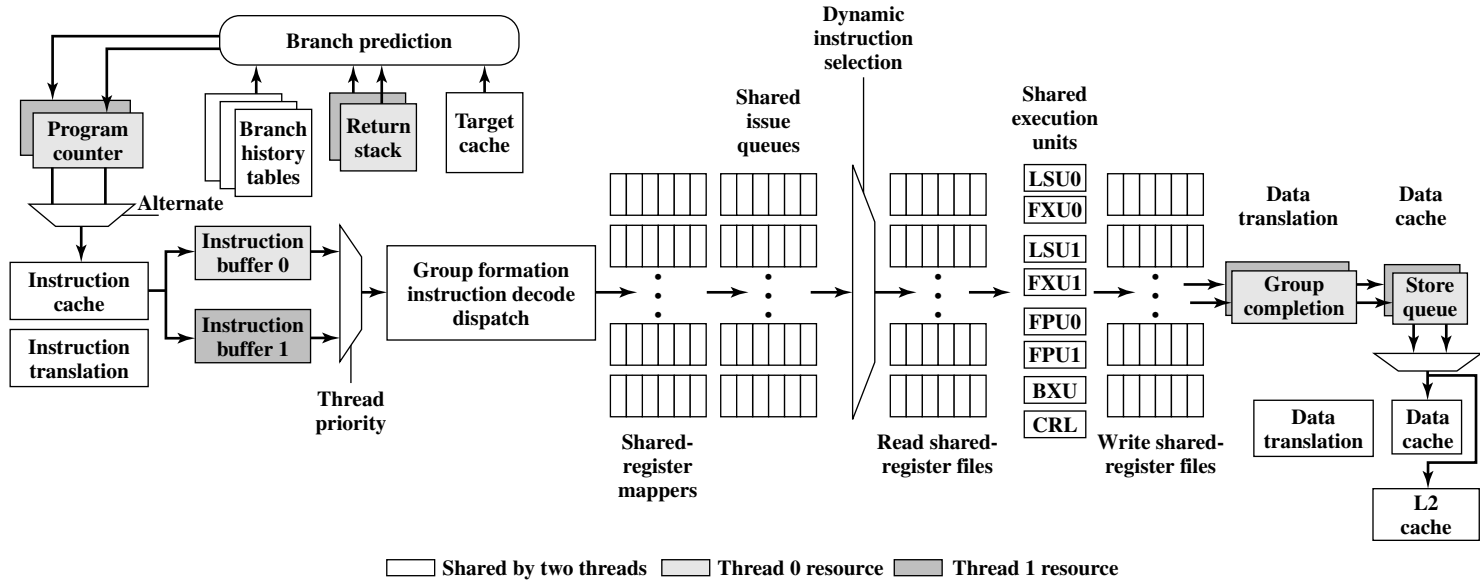 Branch prediction
Program
counter
Branch
history
tables
Return
stack
Target
cache
Alternate
Instruction
cache
Instruction
translation
Instruction
buffer 0
Instruction
buffer 1
Thread
priority
Group formation
instruction decode
dispatch
Shared-
register
mappers
Shared
issue
queues
Dynamic
instruction
selection
Read shared-
register files
Shared
execution
units
LSU0
FXU0
LSU1
FXU1
FPU0
FPU1
BXU
CRL
Write shared-
register files
Data
translation
Group
completion
Data
cache
Store
queue
Data
translation
Data
cache
L2
cache
Shared by two threads
Thread 0 resource
Thread 1 resource